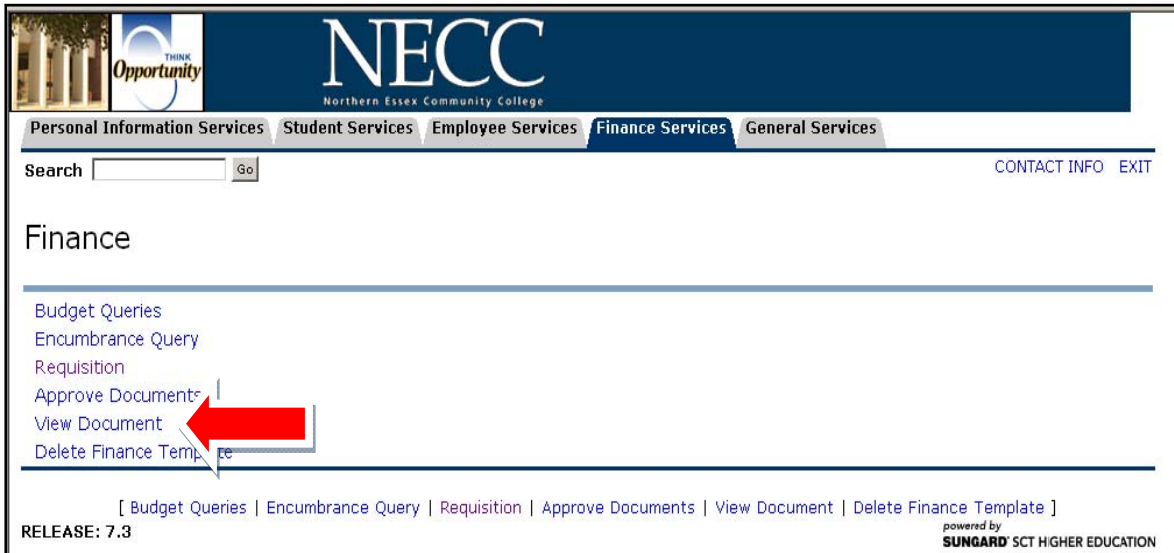 THINK
Opportunity
NECC
Northern Essex Community College
Personal Information Services Student Services Employee Services Finance Services General Services
Search Go CONTACT INFO EXIT
Finance
Budget Queries
Encumbrance Query
Requisition
Approve Documents
View Document
Delete Finance Template
[ Budget Queries | Encumbrance Query | Requisition | Approve Documents | View Document | Delete Finance Template ]
RELEASE: 7.3
powered by
SUNGARD® SCT HIGHER EDUCATION